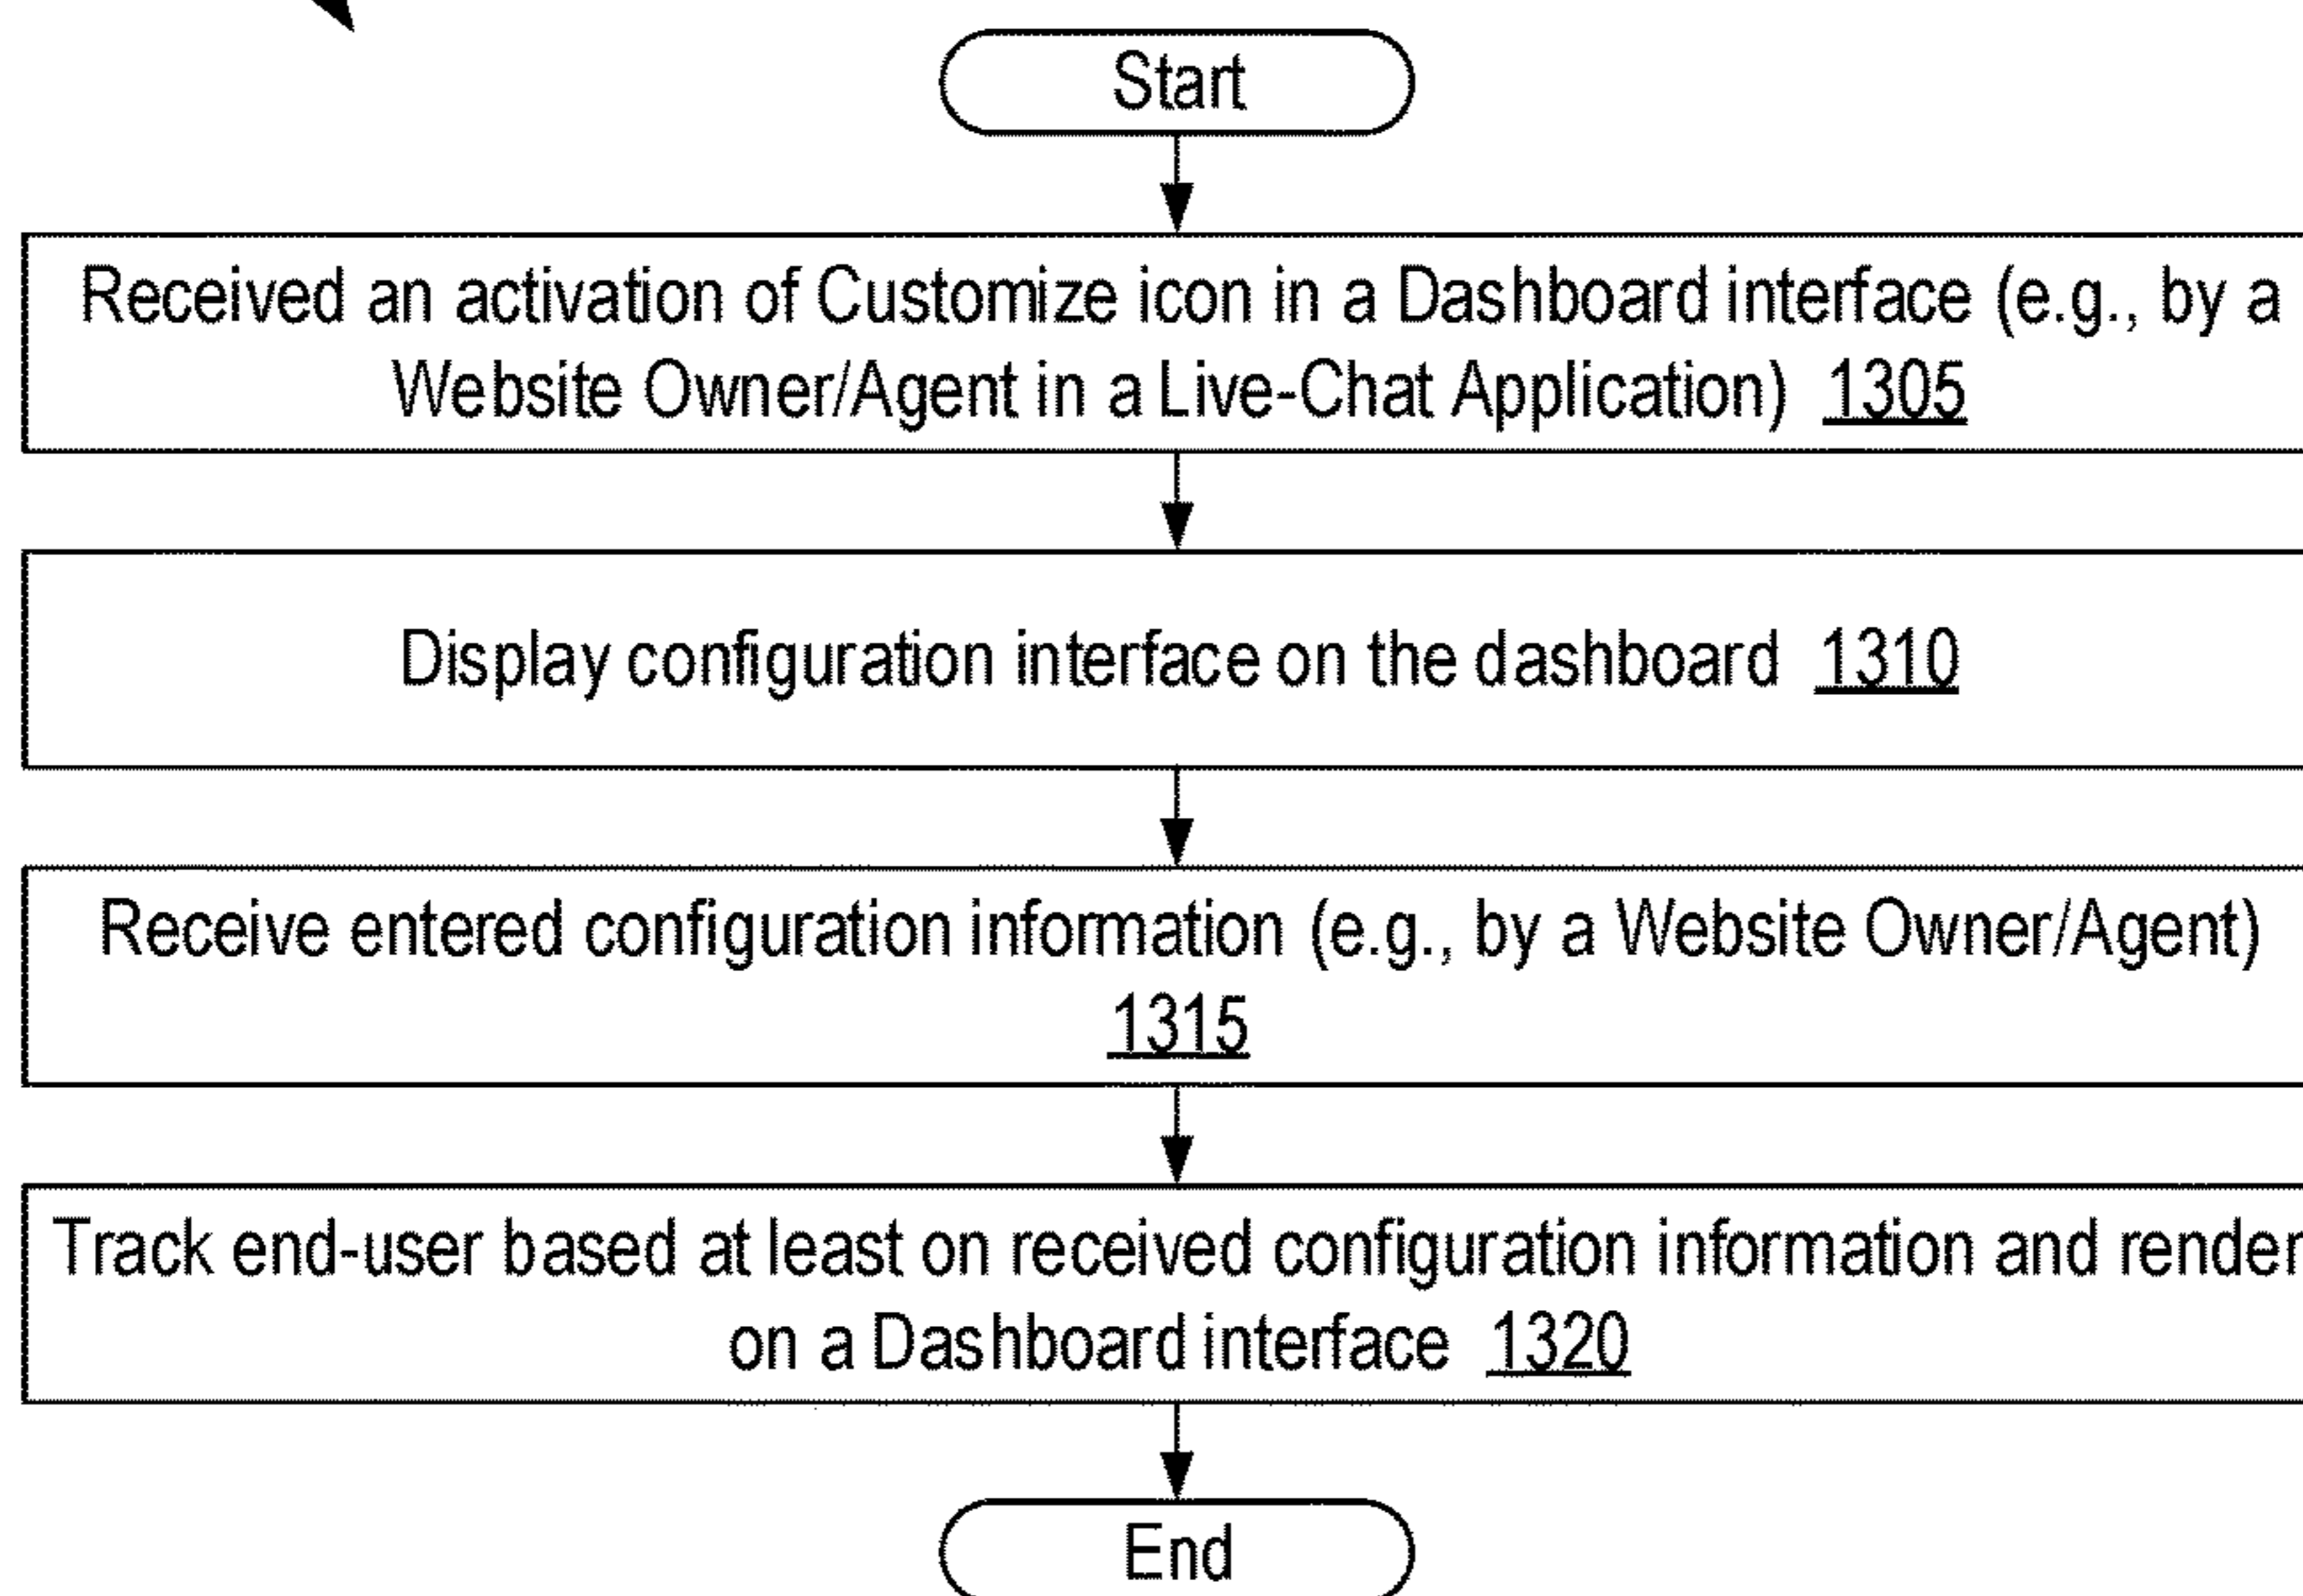 Start
Received an activation of Customize icon in a Dashboard interface (e.g., by a
Website Owner/Agent in a Live-Chat Application) 1305
Display configuration interface on the dashboard 1310
Receive entered configuration information (e.g., by a Website Owner/Agent)
1315
Track end-user based at least on received configuration information and render
on a Dashboard interface 1320
End